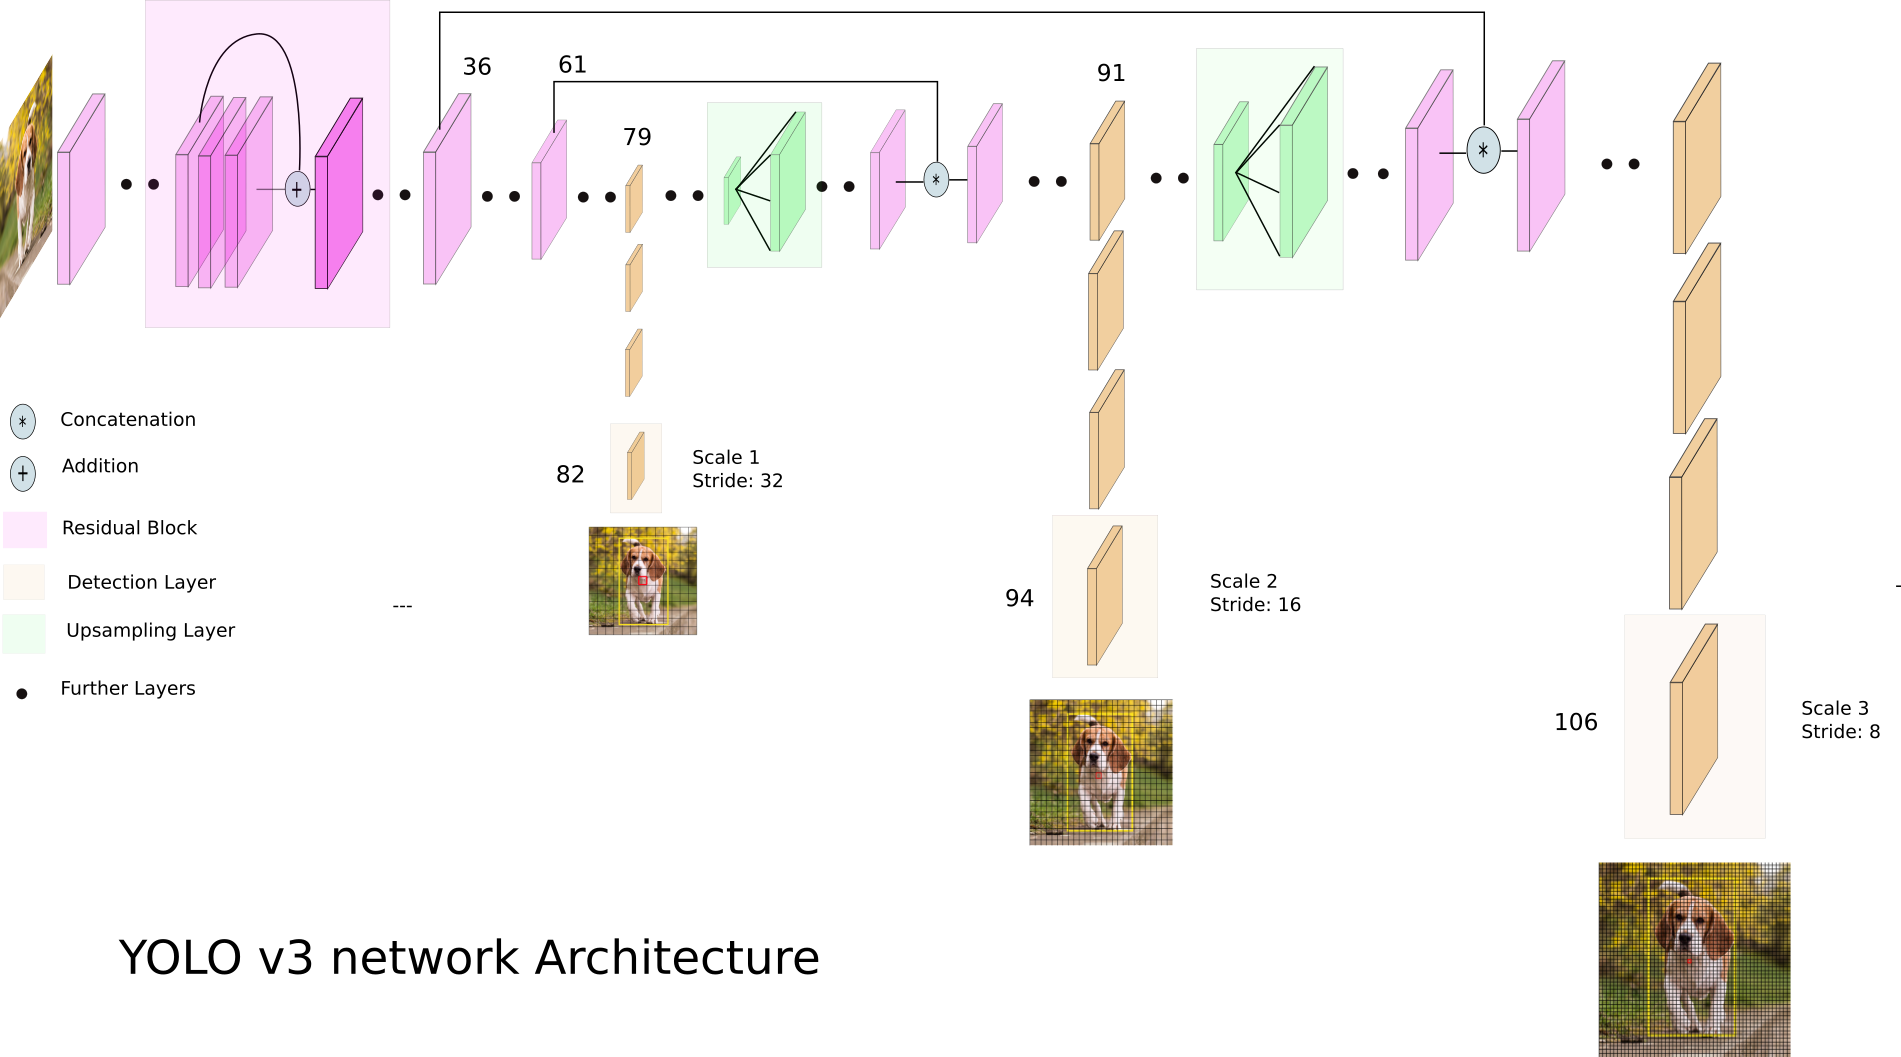 36
61
91
79
*
+
*
*
Concatenation
+
Addition
*
82
Scale 1
Stride: 32
Residual Block
Detection Layer
---
94
Scale 2
Stride: 16
Upsampling Layer
Further Layers
106
Scale 3
Stride: 8
YOLO v3 network Architecture